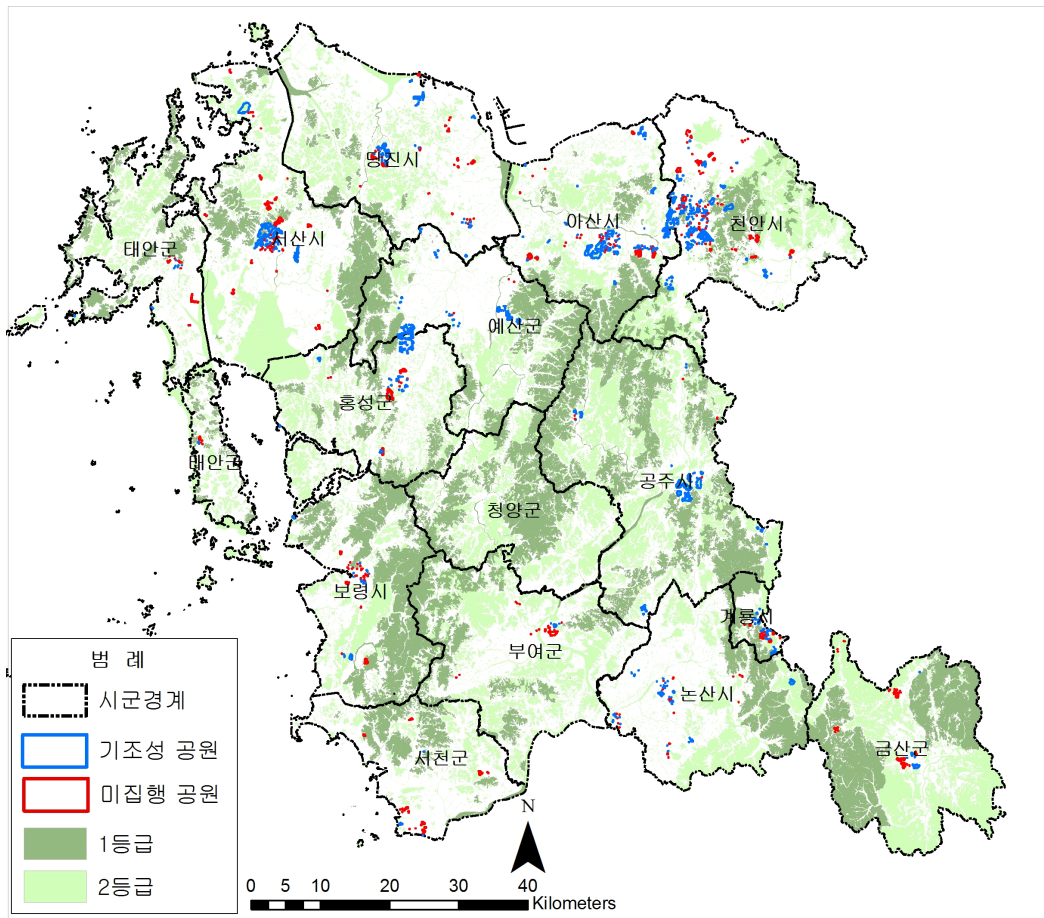 당진시
아산시
천안시
서산시
태안군
예산군
홍성군
태안군
공주시
청양군
보령시
계룡시
부여군
논산시
금산군
서천군
범 례
시군경계
기조성 공원
미집행 공원
1등급
2등급
N
0 5 10 20 30 40
Kilometers